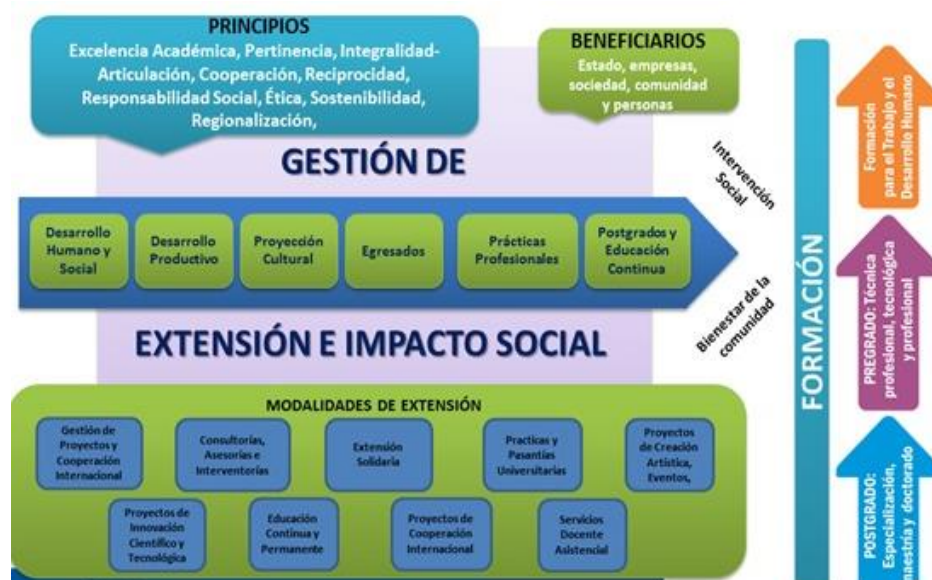 PRINCIPIOS
Excelencia Académica, Pertinencia, Integralidad-
Articulación, Cooperación, Reciprocidad,
Responsabilidad Social, Ética, Sostenibilidad,
Regionalización,
BENEFICIARIOS
Estado, empresas,
sociedad, comunidad
y personas
GESTIÓN DE
Intervención
Social
Desarrollo
Humano y
Social
Desarrollo
Productivo
Proyección
Cultural
Egresados
Prácticas
Profesionales
Postgrados y
Educación
Continua
Bienestar de la
comunidad
EXTENSIÓN E IMPACTO SOCIAL
MODALIDADES DE EXTENSIÓN
Gestión de
Proyectos y
Cooperación
Internacional
Consultorías,
Asesorías e
Interventorías
Extensión
Solidaria
Practicas y
Pasantías
Universitarias
Proyectos
de Creación
Artística,
Eventos,
Proyectos de
Innovación
Científico y
Tecnológica
Educación
Continua y
Permanente
Proyectos de
Cooperación
Internacional
Servicios
Docente
Asistencial
FORMACIÓN
Formación
para el Trabajo y el
Desarrollo Humano
PREGRADO: Técnica
profesional, tecnológica
y profesional
POSTGRADO:
Especialización,
maestría y doctorado